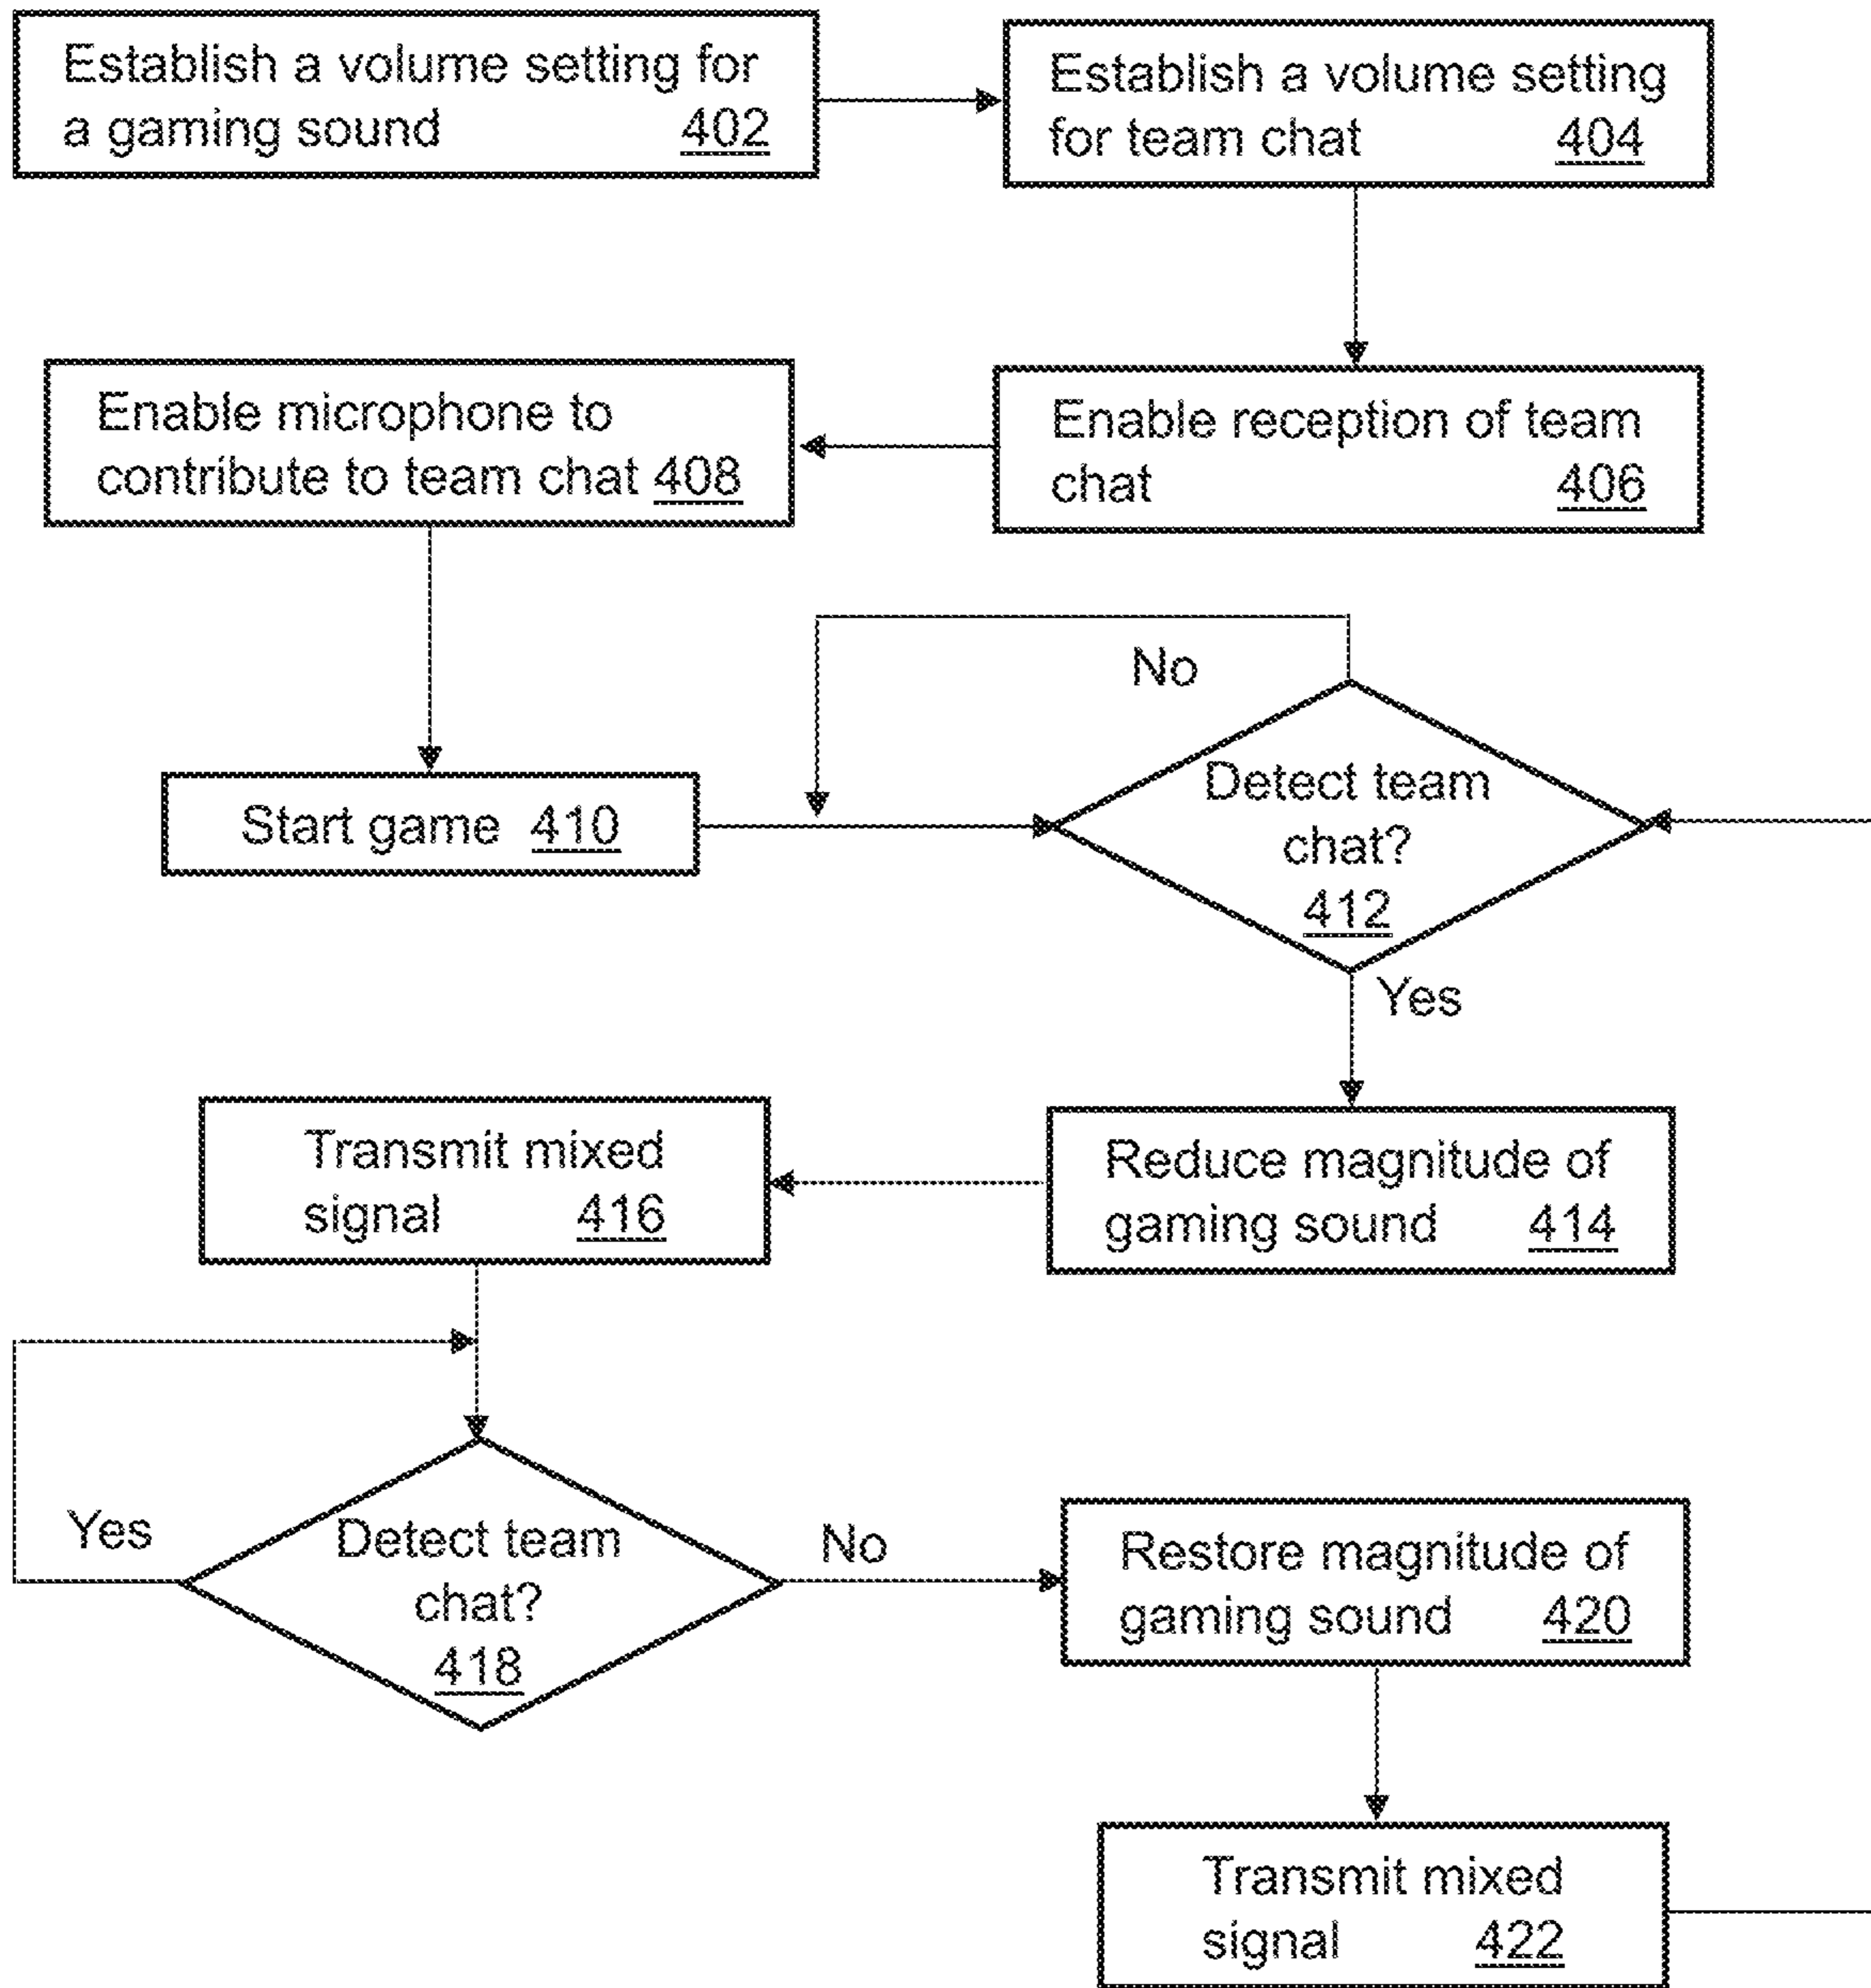 Establish a volume setting for
a gaming sound 402
Establish a volume setting
for team chat 404
Enable microphone to
contribute to team chat 408
Enable reception of team
chat 406
No
Start game 410
Detect team
chat?
412
Yes
Transmit mixed
signal 416
Reduce magnitude of
gaming sound 414
Yes
Detect team
chat?
418
No
Restore magnitude of
gaming sound 420
Transmit mixed
signal 422